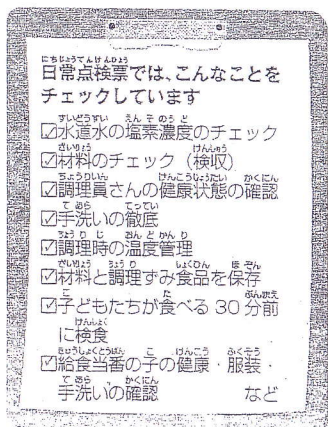 日常点検票では、こんなことを
チェックしています
☑水道水の塩素濃度のチェック
☑材料のチェック（検収）
☑調理員さんの健康状態の確認
☑手洗いの徹底
☑調理時の温度管理
☑材料と調理ずみ食品を保存
☑子どもたちが食べる 30 分前
に検食
☑給食当番の子の健康・服装・
手洗いの確認　など